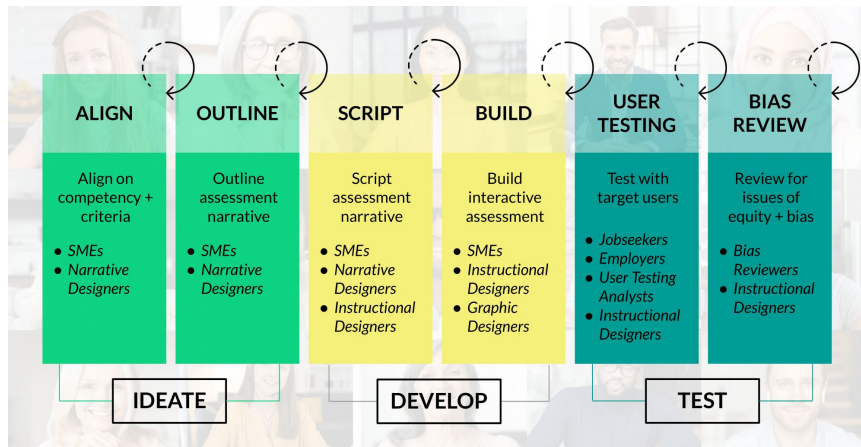 ALIGN
Align on
competency +
criteria
● SMEs
● Narrative
Designers
OUTLINE
Outline
assessment
narrative
● SMEs
● Narrative
Designers
SCRIPT
Script
assessment
narrative
● SMEs
● Narrative
Designers
● Instructional
Designers
BUILD
Build
interactive
assessment
● SMEs
● Instructional
Designers
● Graphic
Designers
USER
TESTING
Test with
target users
● Jobseekers
● Employers
● User Testing
Analysts
● Instructional
Designers
BIAS
REVIEW
Review for
issues of
equity + bias
● Bias
Reviewers
● Instructional
Designers
IDEATE
DEVELOP
TEST